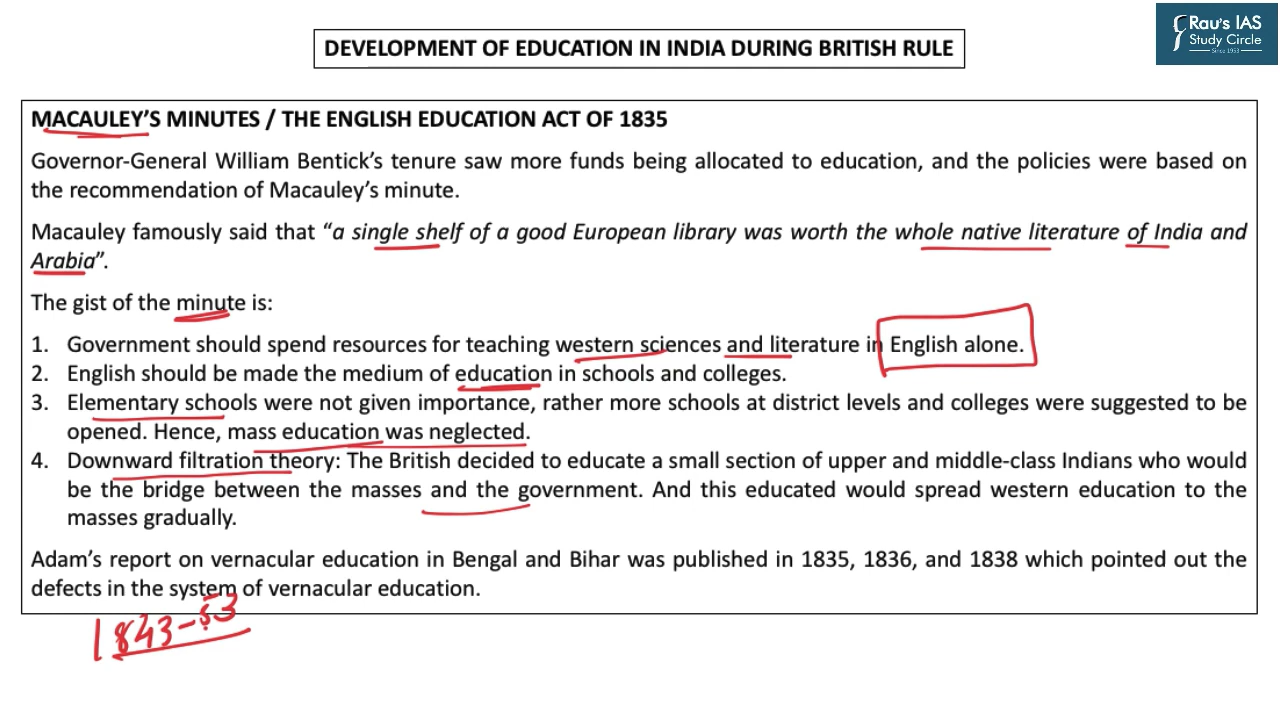 DEVELOPMENT OF EDUCATION IN INDIA DURING BRITISH RULE
Rau's IAS
Study Circle
Since 1953
MACAULEY'S MINUTES / THE ENGLISH EDUCATION ACT OF 1835
Governor-General William Bentick's tenure saw more funds being allocated to education, and the policies were based on
the recommendation of Macauley's minute.
Macauley famously said that “a single shelf of a good European library was worth the whole native literature of India and
Arabia”.
The gist of the minute is:
1. Government should spend resources for teaching western sciences and literature in English alone.
2. English should be made the medium of education in schools and colleges.
3. Elementary schools were not given importance, rather more schools at district levels and colleges were suggested to be
opened. Hence, mass education was neglected.
4. Downward filtration theory: The British decided to educate a small section of upper and middle-class Indians who would
be the bridge between the masses and the government. And this educated would spread western education to the
masses gradually.
Adam's report on vernacular education in Bengal and Bihar was published in 1835, 1836, and 1838 which pointed out the
defects in the system of vernacular education.
1843-53